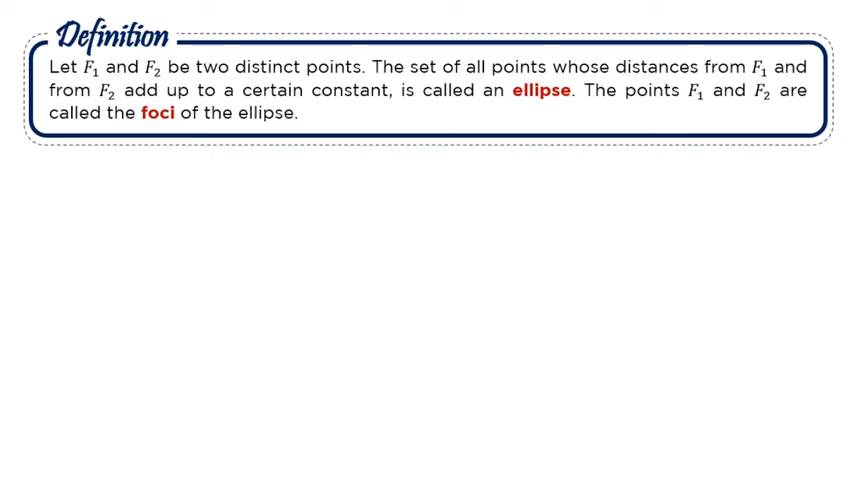 Definition
Let F₁ and F₂ be two distinct points. The set of all points whose distances from F₁ and
from F₂ add up to a certain constant, is called an ellipse. The points F₁ and F₂ are
called the foci of the ellipse.